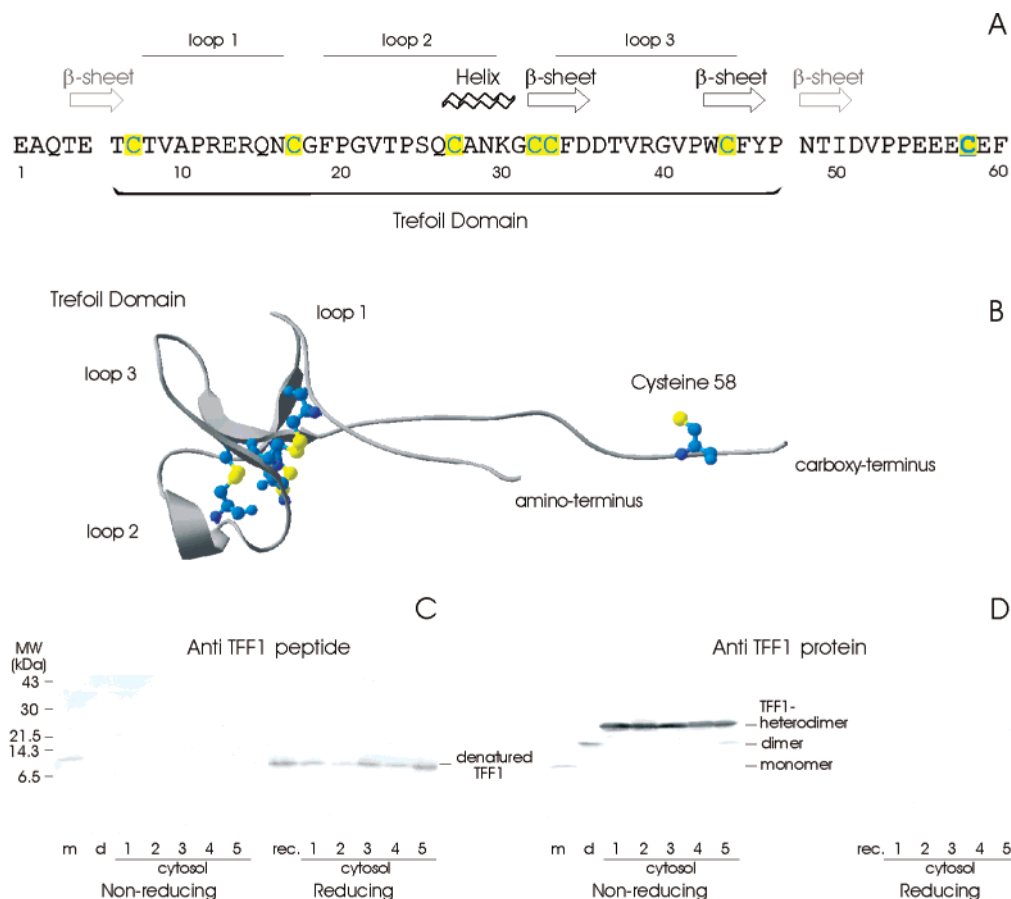 A
loop 1 loop 2 loop 3
β-sheet Helix β-sheet β-sheet β-sheet
EAQTE TCTVAPRERQNCGFPGVTPSQCANKGCCFDDTVRGVPWCFYP NTIDVPPEEECEF
1 10 20 30 40 50 60
Trefoil Domain
B
Trefoil Domain
loop 1
loop 3
Cysteine 58
carboxy-terminus
amino-terminus
loop 2
C
Anti TFF1 peptide
MW
(kDa)
43
30
21.5
14.3
6.5
denatured
TFF1
m d 1 2 3 4 5 rec. 1 2 3 4 5
cytosol cytosol
Non-reducing Reducing
D
Anti TFF1 protein
TFF1-
heterodimer
dimer
monomer
m d 1 2 3 4 5 rec. 1 2 3 4 5
cytosol cytosol
Non-reducing Reducing